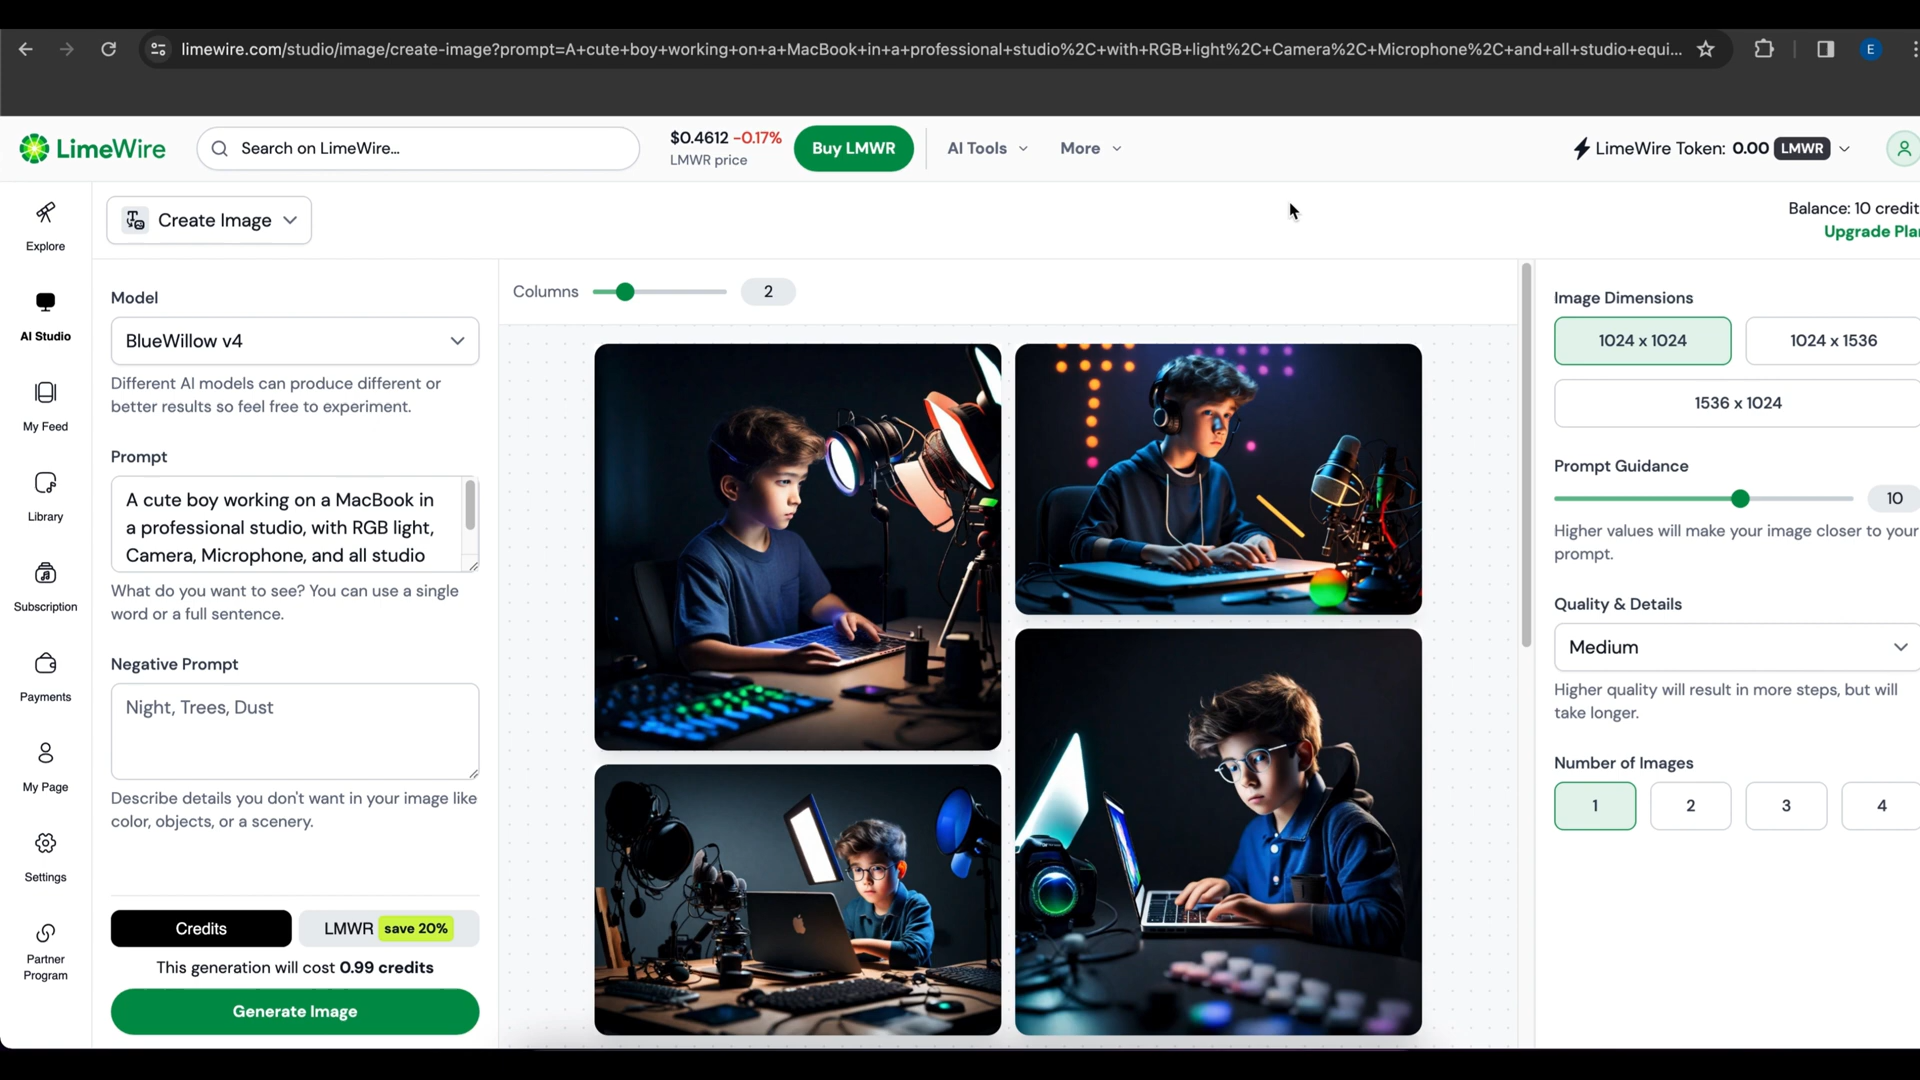 limewire.com/studio/image/create-image?prompt=A+cute+boy+working+on+a+MacBook+in+a+professional+studio%2C+with+RGB+light%2C+Camera%2C+Microphone%2C+and+all+studio+equi...
E
LimeWire
Search on LimeWire...
$0.4612 -0.17%
LMWR price
Buy LMWR
AI Tools
More
LimeWire Token: 0.00 LMWR
Create Image
Balance: 10 credit
Upgrade Pla
Explore
AI Studio
My Feed
Library
Subscription
Payments
My Page
Settings
Partner
Program
Model
BlueWillow v4
Different AI models can produce different or
better results so feel free to experiment.
Prompt
A cute boy working on a MacBook in
a professional studio, with RGB light,
Camera, Microphone, and all studio
What do you want to see? You can use a single
word or a full sentence.
Negative Prompt
Night, Trees, Dust
Describe details you don't want in your image like
color, objects, or a scenery.
Credits
LMWR save 20%
This generation will cost 0.99 credits
Generate Image
Columns 2
Image Dimensions
1024 x 1024
1024 x 1536
1536 x 1024
Prompt Guidance
10
Higher values will make your image closer to your
prompt.
Quality & Details
Medium
Higher quality will result in more steps, but will
take longer.
Number of Images
1 2 3 4